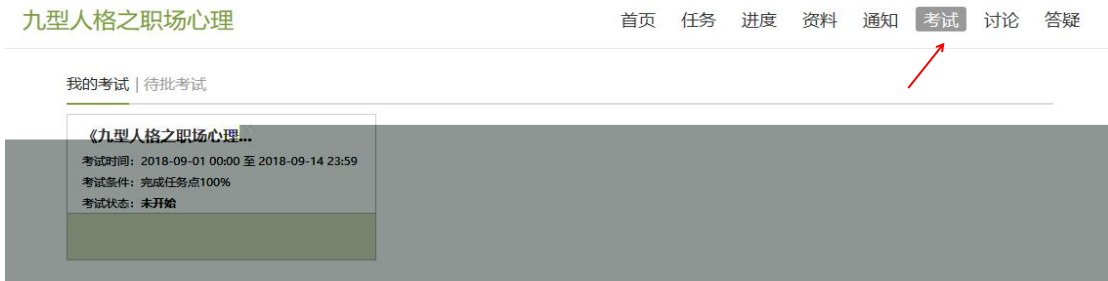 九型人格之职场心理 首页 任务 进度 资料 通知 考试 讨论 答疑
我的考试 | 待批考试
《九型人格之职场心理...
考试时间：2018-09-01 00:00 至 2018-09-14 23:59
考试条件：完成任务点100%
考试状态：未开始